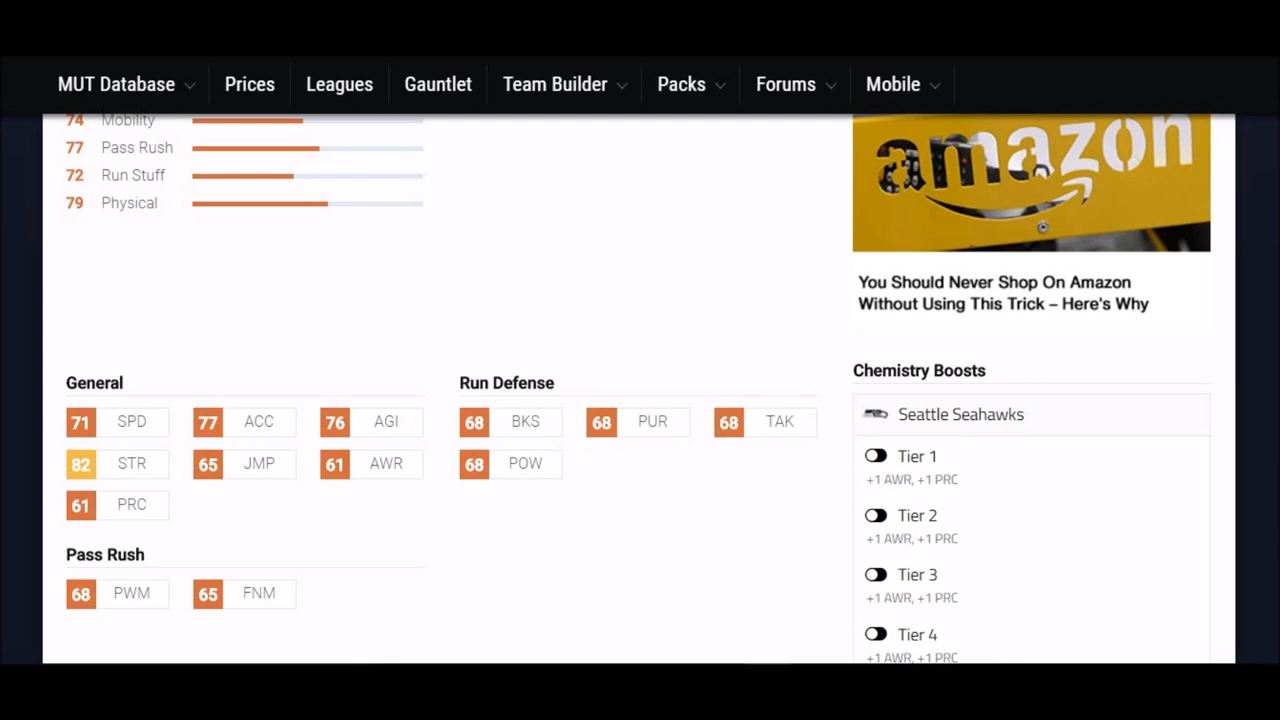 MUT Database
Prices
Leagues
Gauntlet
Team Builder
Packs
Forums
Mobile
74 Mobility
77 Pass Rush
72 Run Stuff
79 Physical
amazon
You Should Never Shop On Amazon
Without Using This Trick – Here's Why
General
71 SPD 77 ACC 76 AGI
82 STR 65 JMP 61 AWR
61 PRC
Pass Rush
68 PWM 65 FNM
Run Defense
68 BKS 68 PUR 68 TAK
68 POW
Chemistry Boosts
Seattle Seahawks
Tier 1
+1 AWR, +1 PRC
Tier 2
+1 AWR, +1 PRC
Tier 3
+1 AWR, +1 PRC
Tier 4
+1 AWR, +1 PRC